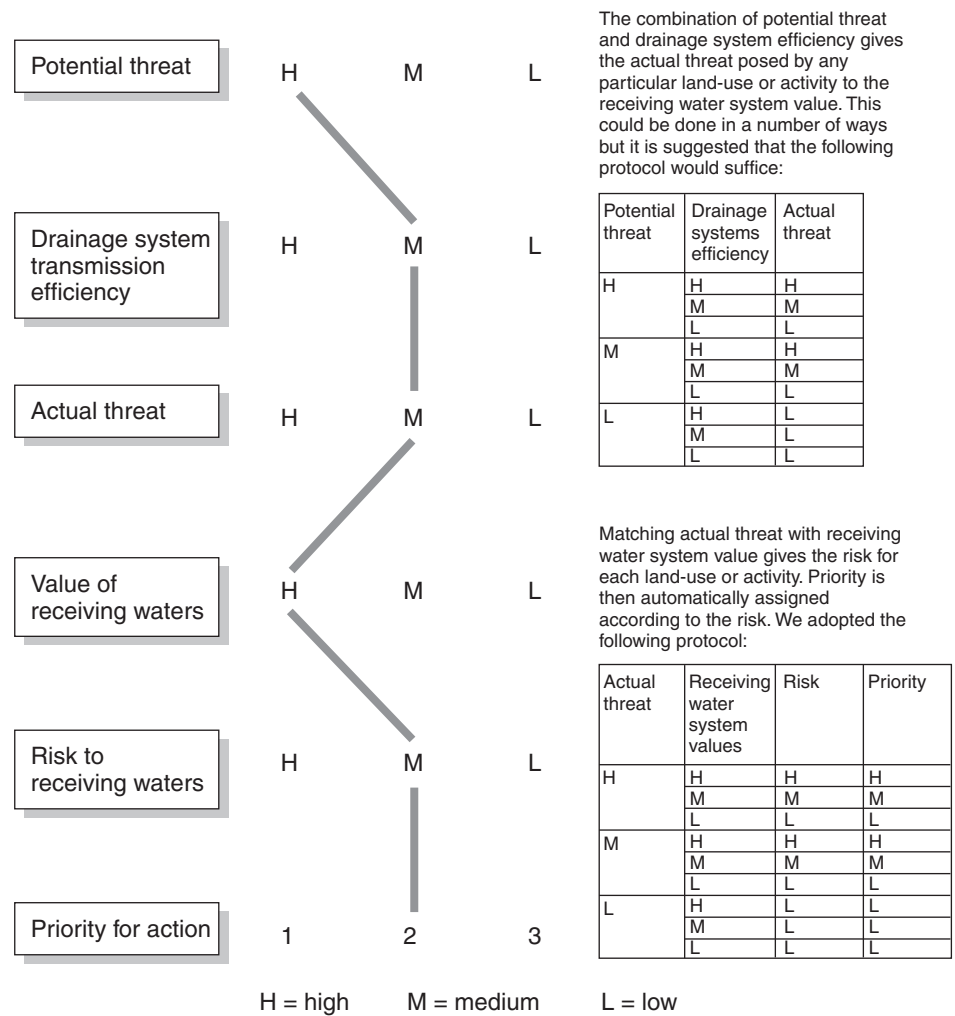 Potential threat
H M L
Drainage system
transmission
efficiency
H M L
Actual threat
H M L
Value of
receiving waters
H M L
Risk to
receiving waters
H M L
Priority for action
1 2 3
H = high M = medium L = low
The combination of potential threat
and drainage system efficiency gives
the actual threat posed by any
particular land-use or activity to the
receiving water system value. This
could be done in a number of ways
but it is suggested that the following
protocol would suffice:
Potential Drainage Actual
threat systems threat
efficiency
H H H
M M
L L
M H H
M M
L L
L H L
M L
L L
Matching actual threat with receiving
water system value gives the risk for
each land-use or activity. Priority is
then automatically assigned
according to the risk. We adopted the
following protocol:
Actual Receiving Risk Priority
threat water
system
values
H H H H
M M M
L L L
M H H H
M M M
L L L
L H L L
M L L
L L L